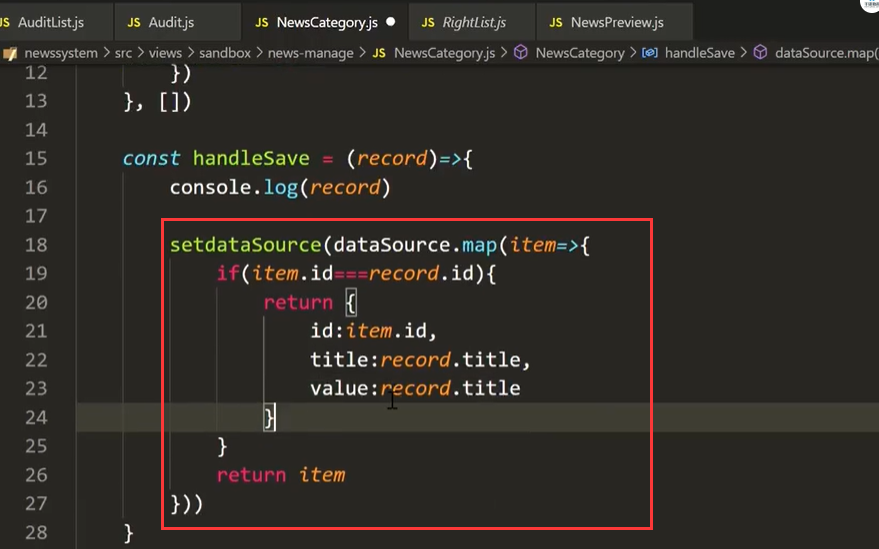 JS AuditList.js JS Audit.js JS NewsCategory.js JS RightList.js JS NewsPreview.js
newssystem > src > views > sandbox > news-manage > JS NewsCategory.js > NewsCategory > handleSave > dataSource.map(
12 })
13 }, [])
14
15 const handleSave = (record)=>{
16 console.log(record)
17
18 setdataSource(dataSource.map(item=>{
19 if(item.id===record.id){
20 return {
21 id:item.id,
22 title:record.title,
23 value:record.title
24 }
25 }
26 return item
27 }))
28 }